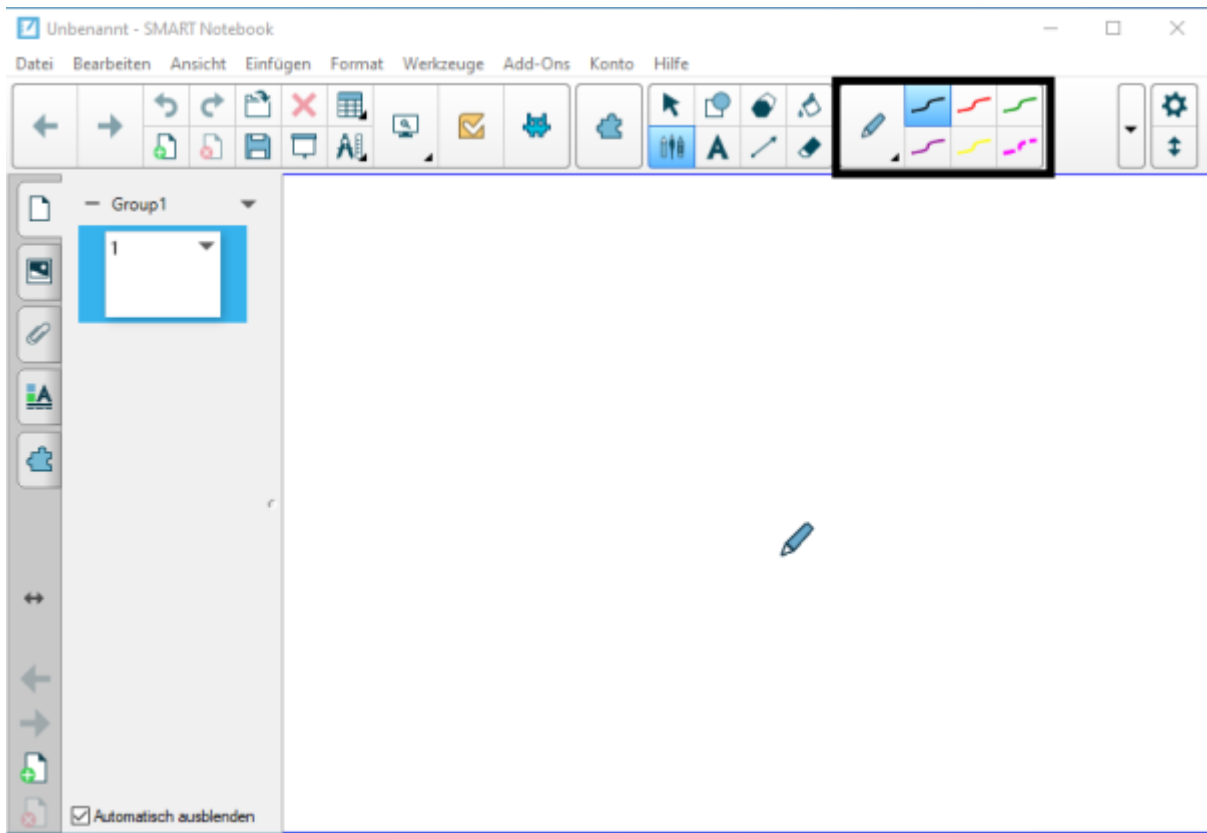 Unbenannt - SMART Notebook
Datei Bearbeiten Ansicht Einfügen Format Werkzeuge Add-Ons Konto Hilfe
Group1
1
Automatisch ausblenden